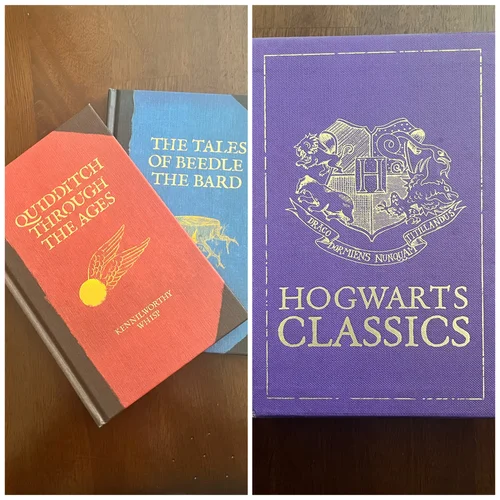 QUIDDITCH
THROUGH
THE AGES
KENNILWORTHY
WHISP
THE TALES
OF BEEDLE
THE BARD
H
DRACO DORMIENS NUNQUAM TITILLANDUS
HOGWARTS
CLASSICS